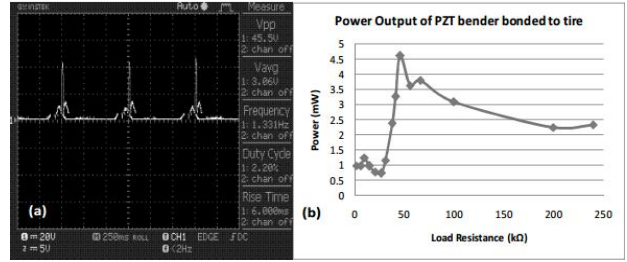 GWINSTEK
Auto
Measure
Vpp
1: 45.5V
2: chan off
Vavg
1: 3.06V
2: chan off
Frequency
1: 1.331Hz
2: chan off
Duty Cycle
1: 2.20%
2: chan off
Rise Time
1: 6.000ms
2: chan off
1 = 20V
250ms ROLL
CH1 EDGE DC
2 = 5V
<2Hz
(a)
Power Output of PZT bender bonded to tire
Power (mW)
5
4.5
4
3.5
3
2.5
2
1.5
1
0.5
0
0 50 100 150 200 250
Load Resistance (kΩ)
(b)